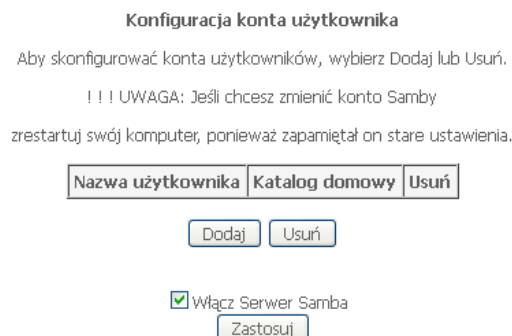 Konfiguracja konta użytkownika
Aby skonfigurować konta użytkowników, wybierz Dodaj lub Usuń.
! ! ! UWAGA: Jeśli chcesz zmienić konto Samby
zrestartuj swój komputer, ponieważ zapamiętał on stare ustawienia.
Nazwa użytkownika Katalog domowy Usuń
Dodaj Usuń
Włącz Serwer Samba
Zastosuj